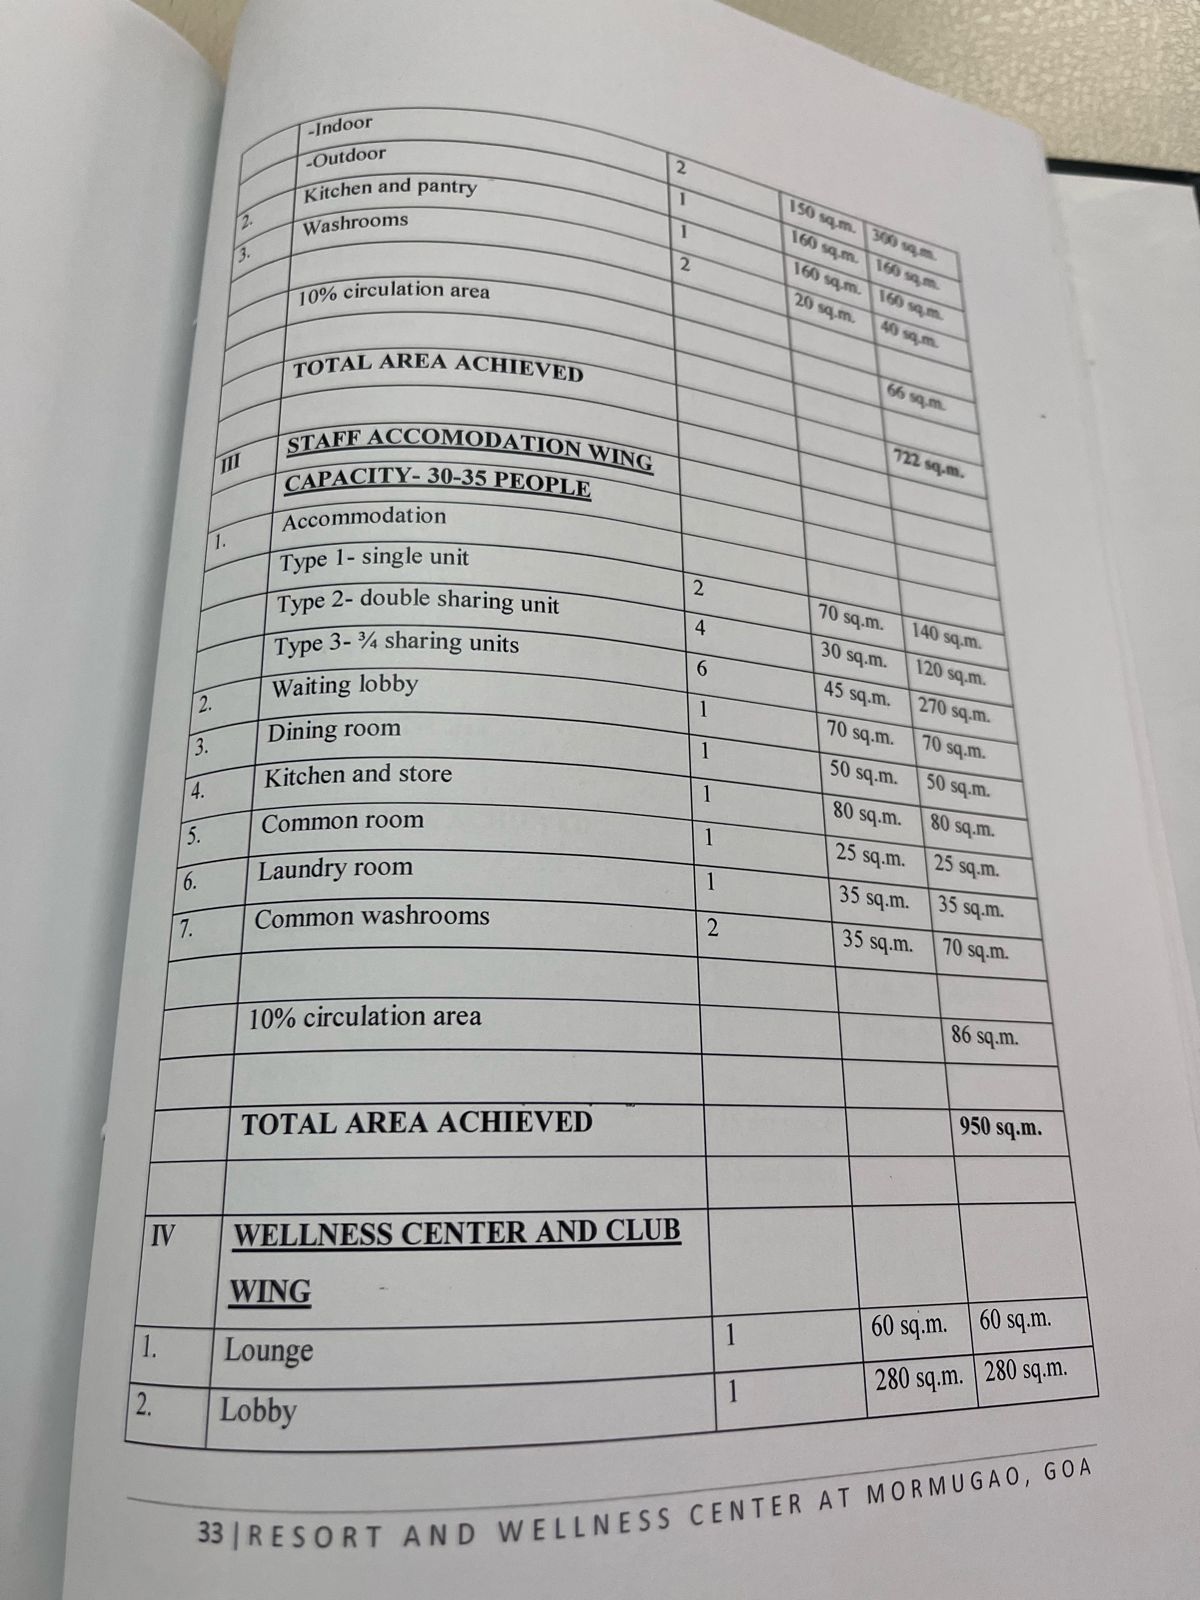 -Indoor 2 150 sq.m. 300 sq.m.
-Outdoor 1 160 sq.m. 160 sq.m.
2. Kitchen and pantry 1 160 sq.m. 160 sq.m.
3. Washrooms 2 20 sq.m. 40 sq.m.
10% circulation area 66 sq.m.
TOTAL AREA ACHIEVED 722 sq.m.
III STAFF ACCOMODATION WING
CAPACITY- 30-35 PEOPLE
1. Accommodation
Type 1- single unit 2 70 sq.m. 140 sq.m.
Type 2- double sharing unit 4 30 sq.m. 120 sq.m.
Type 3- ¾ sharing units 6 45 sq.m. 270 sq.m.
2. Waiting lobby 1 70 sq.m. 70 sq.m.
3. Dining room 1 50 sq.m. 50 sq.m.
4. Kitchen and store 1 80 sq.m. 80 sq.m.
5. Common room 1 25 sq.m. 25 sq.m.
6. Laundry room 1 35 sq.m. 35 sq.m.
7. Common washrooms 2 35 sq.m. 70 sq.m.
10% circulation area 86 sq.m.
TOTAL AREA ACHIEVED 950 sq.m.
IV WELLNESS CENTER AND CLUB
WING
1. Lounge 1 60 sq.m. 60 sq.m.
2. Lobby 1 280 sq.m. 280 sq.m.
33 | RESORT AND WELLNESS CENTER AT MORMUGAO, GOA